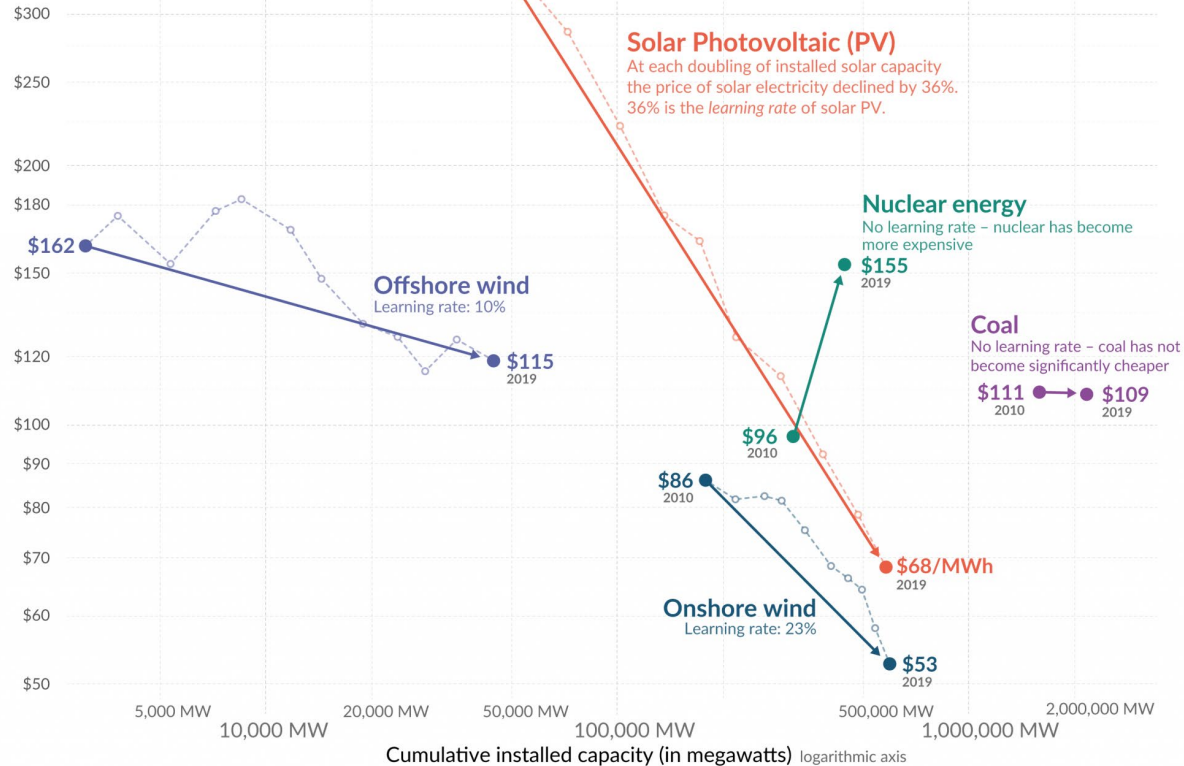 $300
Solar Photovoltaic (PV)
At each doubling of installed solar capacity
the price of solar electricity declined by 36%.
36% is the learning rate of solar PV.
$250
$200
$180
Nuclear energy
No learning rate – nuclear has become
more expensive
$155
2019
$162
$150
Offshore wind
Learning rate: 10%
Coal
No learning rate – coal has not
become significantly cheaper
$120
$115
2019
$111
2010
$109
2019
$100
$96
2010
$90
$86
2010
$80
$70
$68/MWh
2019
Onshore wind
Learning rate: 23%
$60
$53
2019
$50
5,000 MW
10,000 MW
20,000 MW
50,000 MW
100,000 MW
500,000 MW
1,000,000 MW
2,000,000 MW
Cumulative installed capacity (in megawatts) logarithmic axis